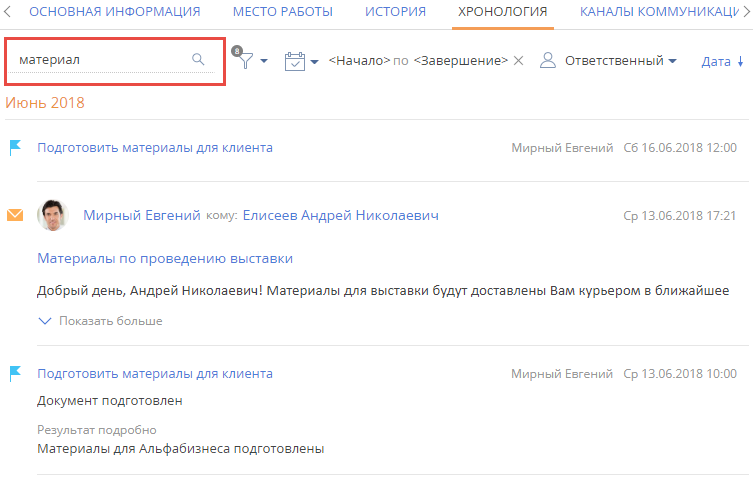 ОСНОВНАЯ ИНФОРМАЦИЯ МЕСТО РАБОТЫ ИСТОРИЯ ХРОНОЛОГИЯ КАНАЛЫ КОММУНИКАЦИ
материал 8 <Начало> по <Завершение> Ответственный Дата
Июнь 2018
Подготовить материалы для клиента Мирный Евгений Сб 16.06.2018 12:00
Мирный Евгений кому: Елисеев Андрей Николаевич Ср 13.06.2018 17:21
Материалы по проведению выставки
Добрый день, Андрей Николаевич! Материалы для выставки будут доставлены Вам курьером в ближайшее
Показать больше
Подготовить материалы для клиента Мирный Евгений Ср 13.06.2018 10:00
Документ подготовлен
Результат подробно
Материалы для Альфабизнеса подготовлены